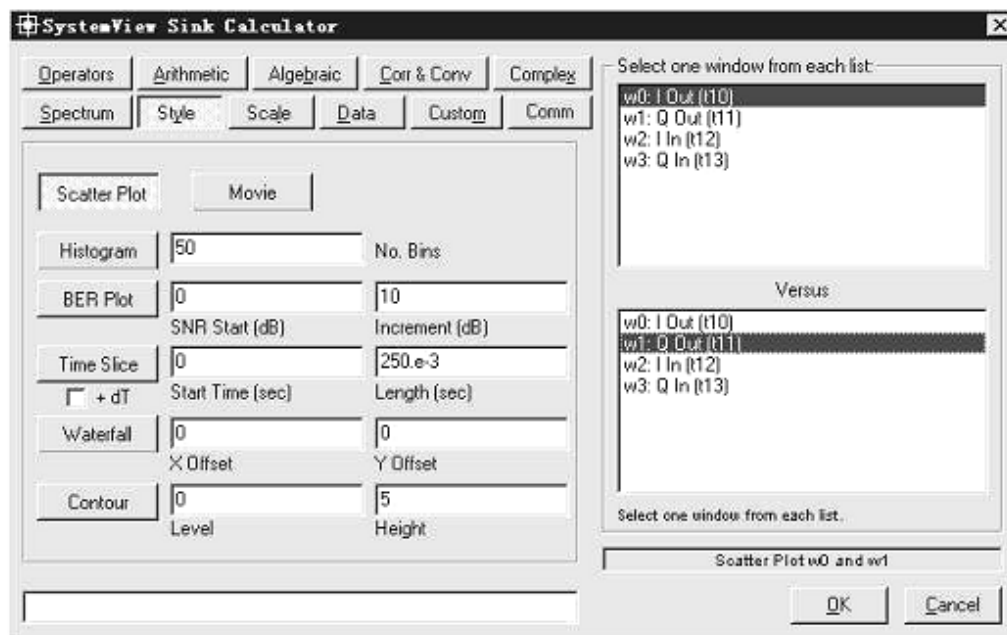 SystemView Sink Calculator
Operators Arithmetic Algebraic Corr & Conv Complex
Spectrum Style Scale Data Custom Comm
Scatter Plot Movie
Histogram 50 No. Bins
BER Plot 0 10
SNR Start (dB) Increment (dB)
Time Slice 0 250.e-3
+ dT Start Time (sec) Length (sec)
Waterfall 0 0
X Offset Y Offset
Contour 0 5
Level Height
Select one window from each list:
w0: I Out (t10)
w1: Q Out (t11)
w2: I In (t12)
w3: Q In (t13)
Versus
w0: I Out (t10)
w1: Q Out (t11)
w2: I In (t12)
w3: Q In (t13)
Select one window from each list.
Scatter Plot w0 and w1
OK Cancel